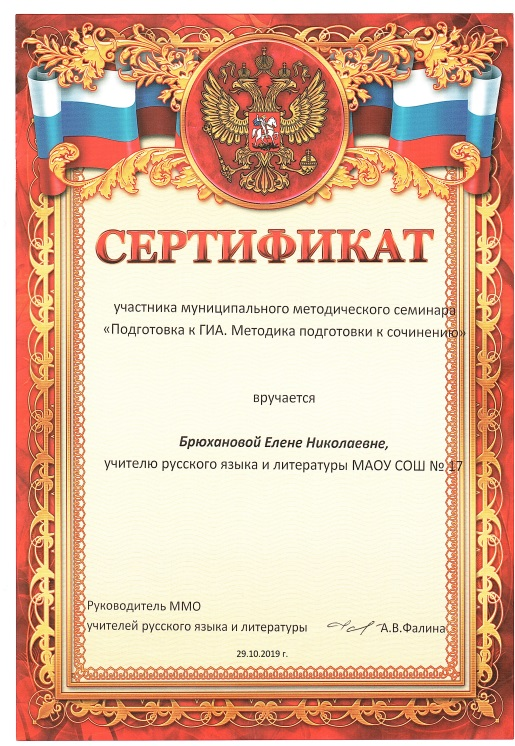 СЕРТИФИКАТ
участника муниципального методического семинара
«Подготовка к ГИА. Методика подготовки к сочинению»
вручается
Брюхановой Елене Николаевне,
учителю русского языка и литературы МАОУ СОШ № 17
Руководитель ММО
учителей русского языка и литературы А.В.Фалина
29.10.2019 г.